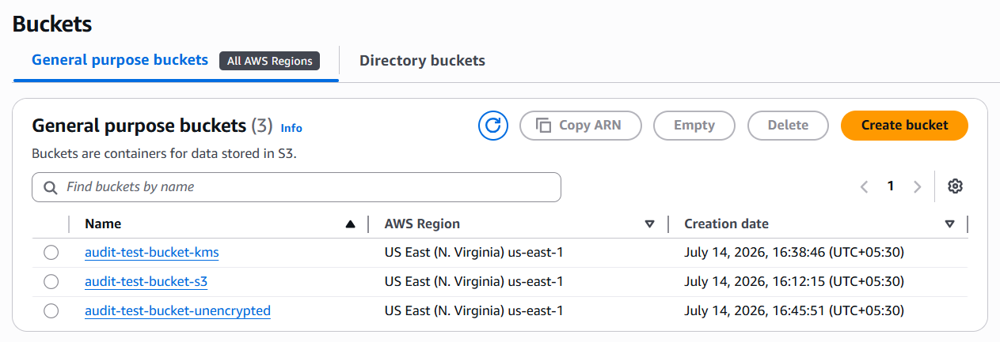 Buckets
General purpose buckets All AWS Regions Directory buckets
General purpose buckets (3) Info Copy ARN Empty Delete Create bucket
Buckets are containers for data stored in S3.
Find buckets by name 1
Name AWS Region Creation date
audit-test-bucket-kms US East (N. Virginia) us-east-1 July 14, 2026, 16:38:46 (UTC+05:30)
audit-test-bucket-s3 US East (N. Virginia) us-east-1 July 14, 2026, 16:12:15 (UTC+05:30)
audit-test-bucket-unencrypted US East (N. Virginia) us-east-1 July 14, 2026, 16:45:51 (UTC+05:30)